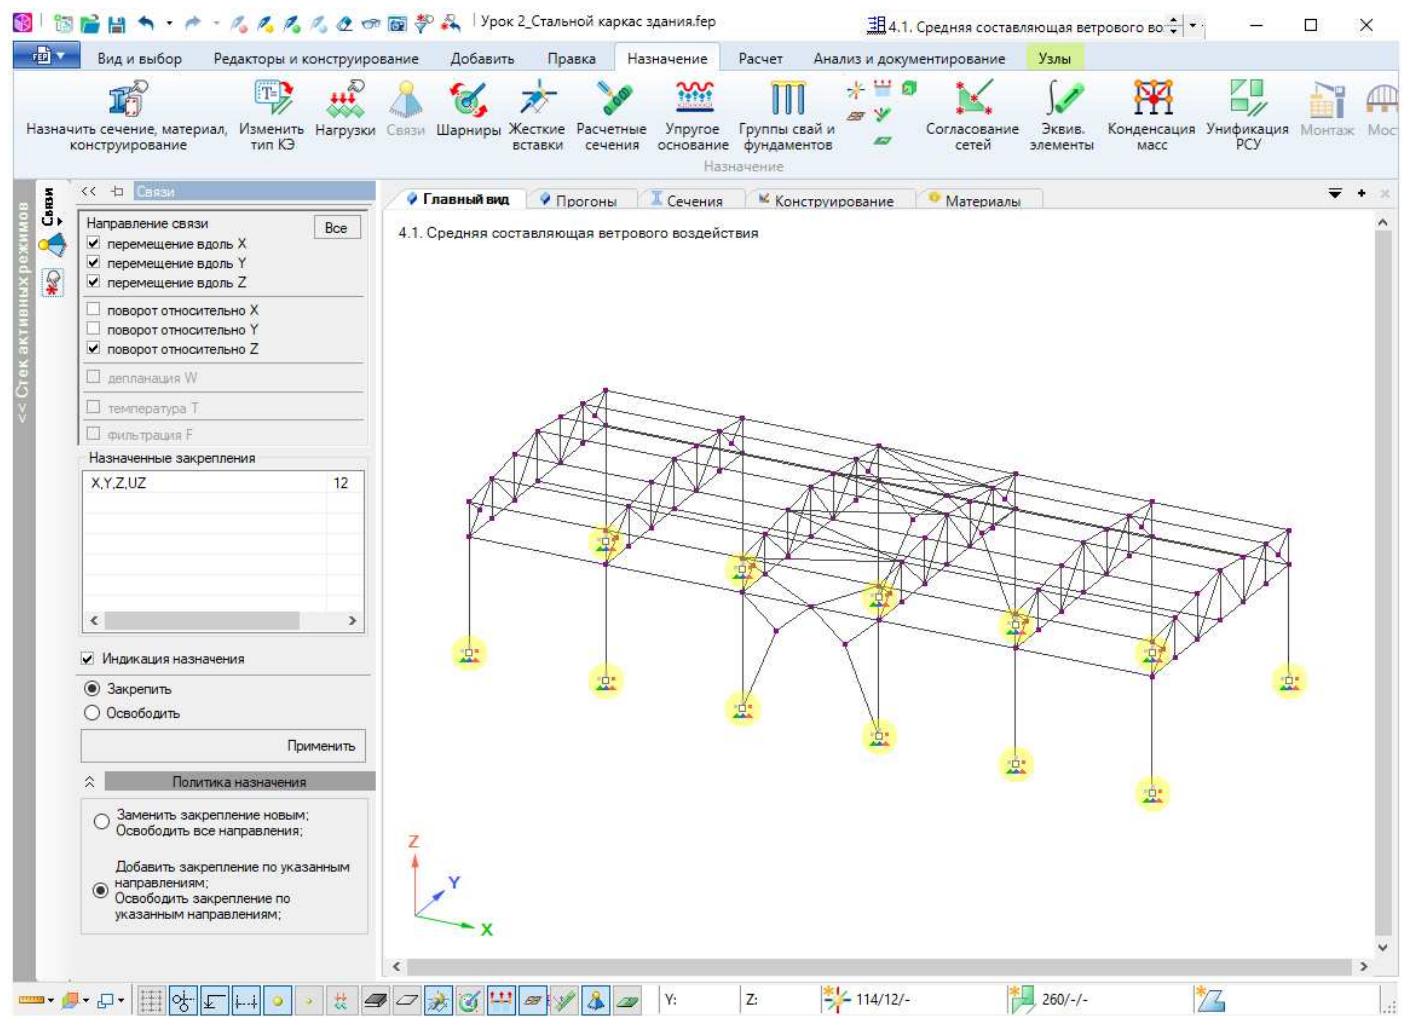 Урок 2_Стальной каркас здания.fep
4.1. Средняя составляющая ветрового во
FEP
Вид и выбор
Редакторы и конструирование
Добавить
Правка
Назначение
Расчет
Анализ и документирование
Узлы
Назначить сечение, материал, конструирование
Изменить тип КЭ
Нагрузки
Связи
Шарниры
Жесткие вставки
Расчетные сечения
Упругое основание
Группы свай и фундаментов
Согласование сетей
Эквив. элементы
Конденсация масс
Унификация РСУ
Монтаж
Мос
Назначение
<< Стек активных режимов
Связи
<<
Связи
Направление связи
Все
перемещение вдоль X
перемещение вдоль Y
перемещение вдоль Z
поворот относительно X
поворот относительно Y
поворот относительно Z
депланация W
температура T
фильтрация F
Назначенные закрепления
X,Y,Z,UZ 12
Индикация назначения
Закрепить
Освободить
Применить
Политика назначения
Заменить закрепление новым;
Освободить все направления;
Добавить закрепление по указанным
направлениям;
Освободить закрепление по
указанным направлениям;
Главный вид
Прогоны
Сечения
Конструирование
Материалы
4.1. Средняя составляющая ветрового воздействия
Z
Y
X
Y:
Z:
114/12/-
260/-/-